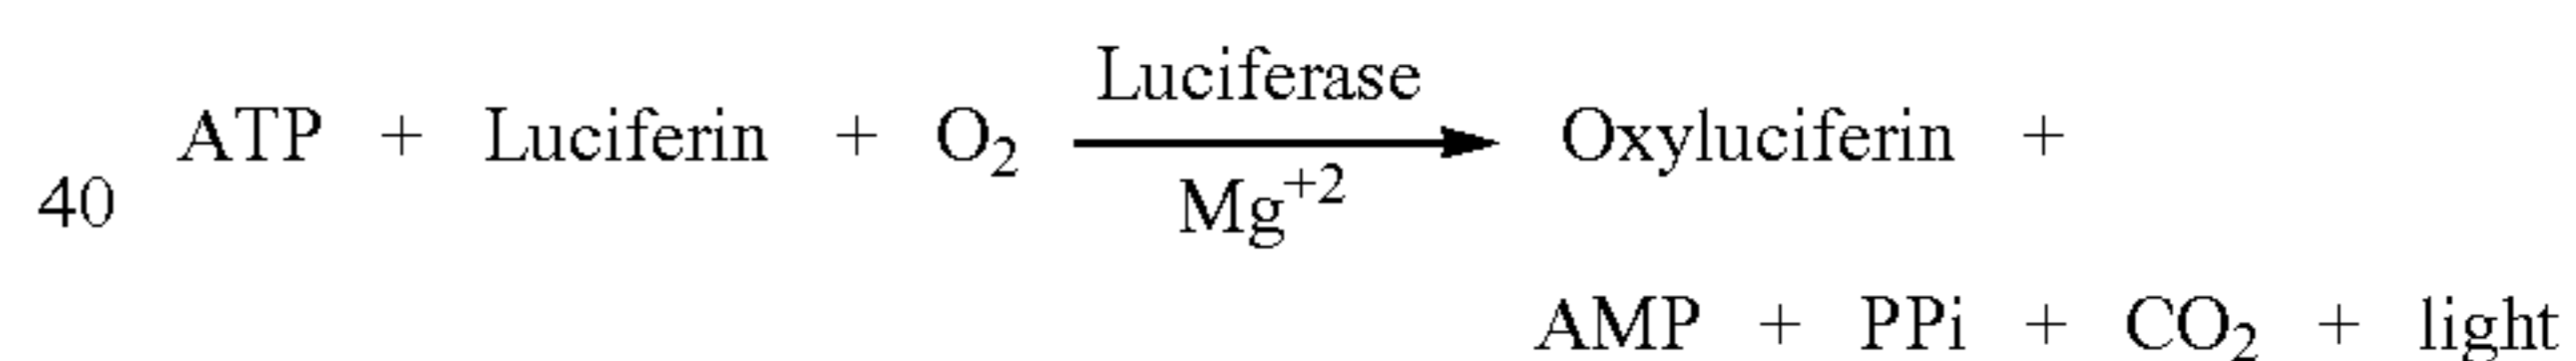 Luciferase
ATP + Luciferin + O₂ ⟶ Oxyluciferin +
40
Mg⁺²
AMP + PPi + CO₂ + light